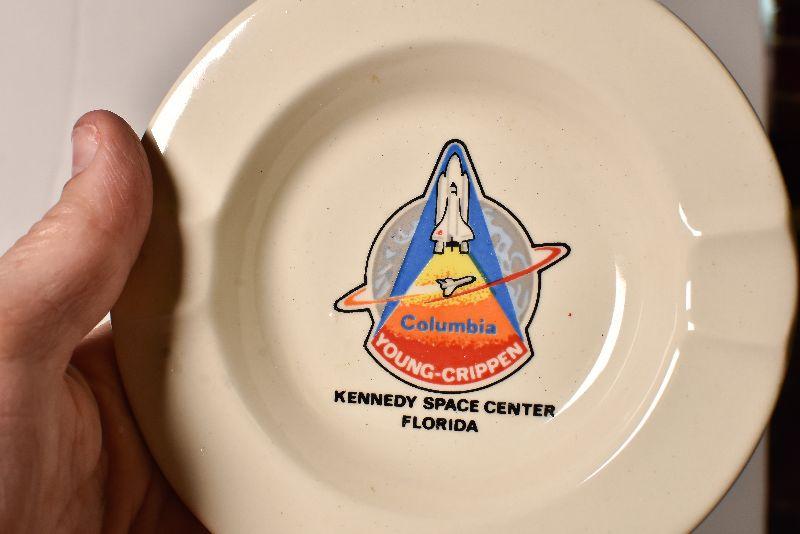 Columbia
YOUNG-CRIPPEN
KENNEDY SPACE CENTER
FLORIDA